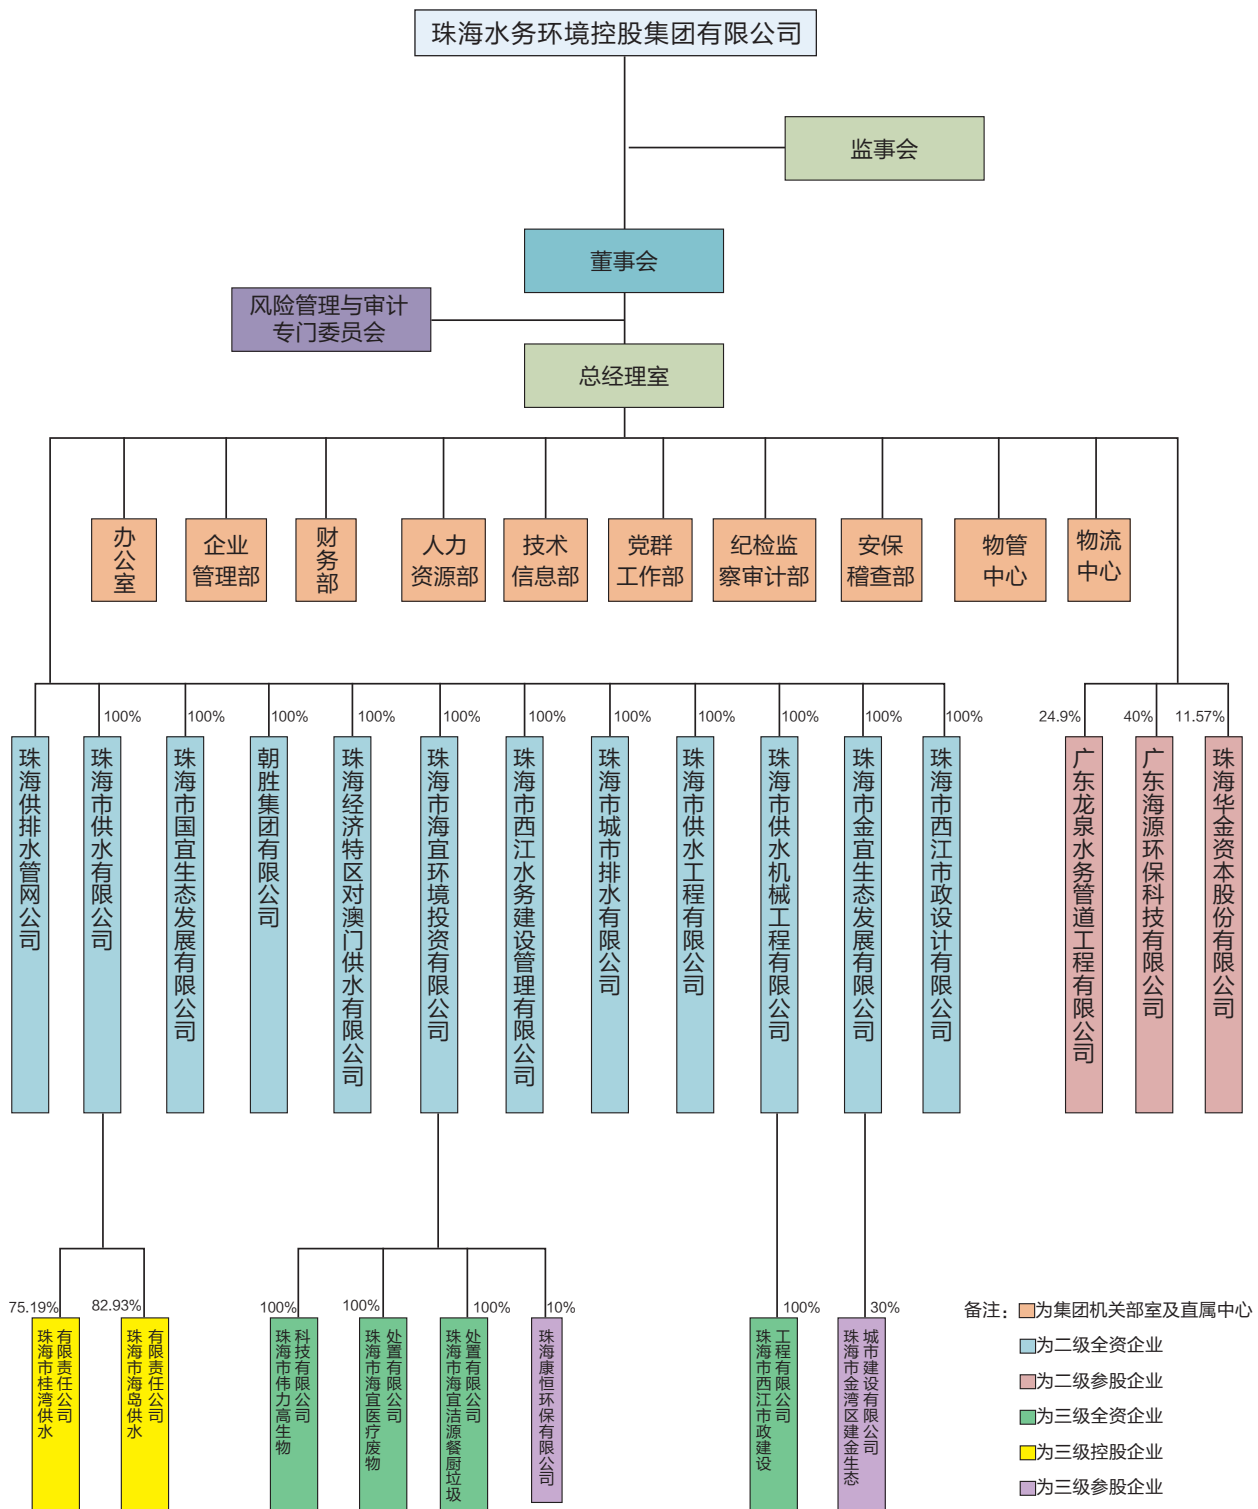 珠海水务环境控股集团有限公司
监事会
董事会
风险管理与审计
专门委员会
总经理室
办公室
企业
管理部
财务部
人力
资源部
技术
信息部
党群
工作部
纪检监
察审计部
安保
稽查部
物管
中心
物流
中心
100%
100%
100%
100%
100%
100%
100%
100%
100%
100%
100%
24.9%
40%
11.57%
珠海供排水管网公司
珠海市供水有限公司
珠海市国宜生态发展有限公司
朝胜集团有限公司
珠海经济特区对澳门供水有限公司
珠海市海宜环境投资有限公司
珠海市西江水务建设管理有限公司
珠海市城市排水有限公司
珠海市供水工程有限公司
珠海市供水机械工程有限公司
珠海市金宜生态发展有限公司
珠海市西江市政设计有限公司
广东龙泉水务管道工程有限公司
广东海源环保科技有限公司
珠海华金资本股份有限公司
75.19%
82.93%
100%
100%
100%
10%
100%
30%
珠海市桂湾供水
有限责任公司
珠海市海岛供水
有限责任公司
珠海市伟力高生物
科技有限公司
珠海市海宜医疗废物
处置有限公司
珠海市海宜洁源餐厨垃圾
处置有限公司
珠海康恒环保有限公司
珠海市西江市政建设
工程有限公司
珠海市金湾区建金生态
城市建设有限公司
备注：为集团机关部室及直属中心
为二级全资企业
为二级参股企业
为三级全资企业
为三级控股企业
为三级参股企业